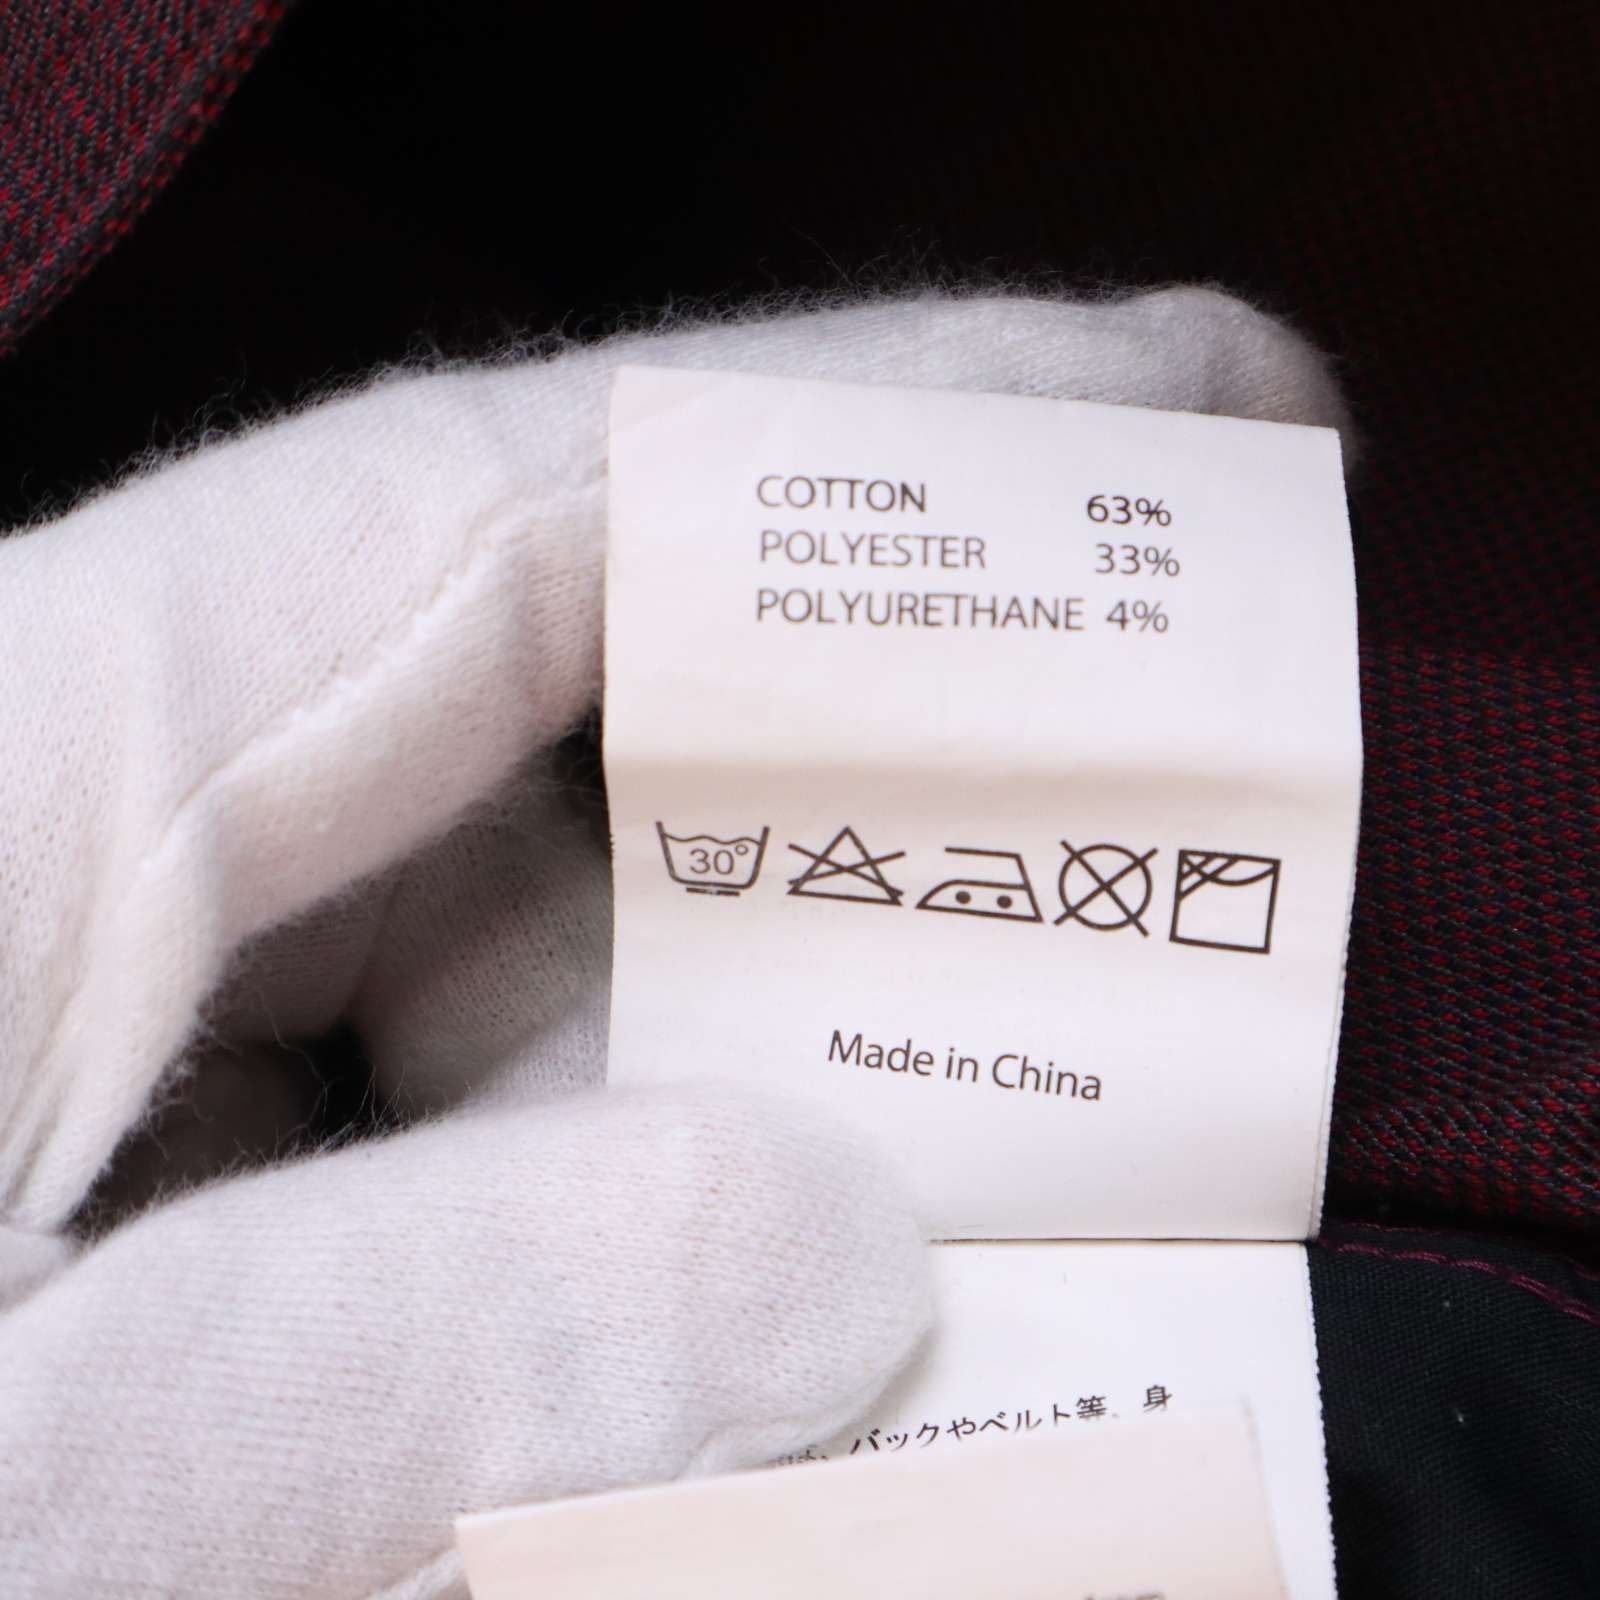 COTTON 63%
POLYESTER 33%
POLYURETHANE 4%
30°
Made in China
バックやベルト等、身